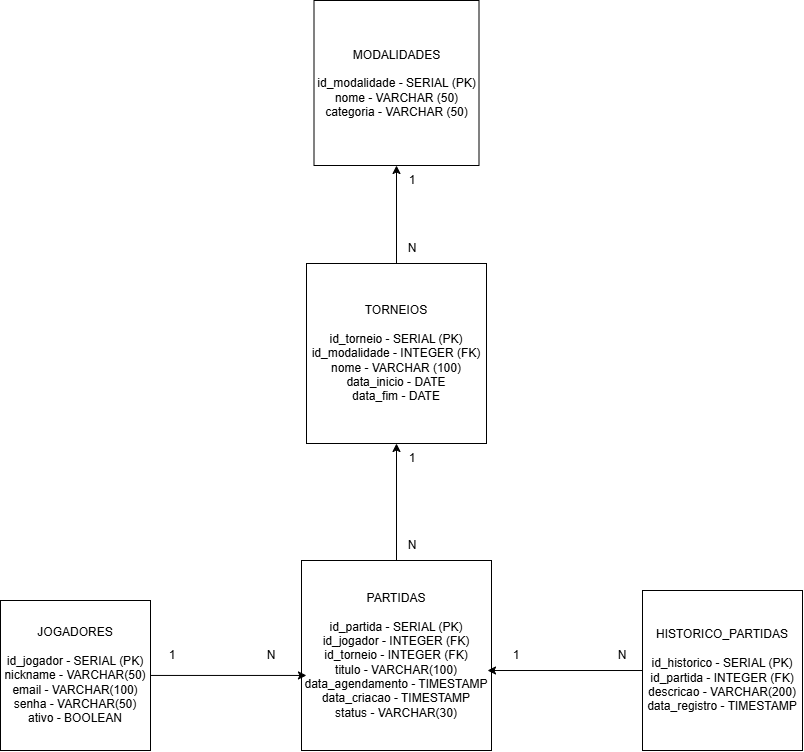 MODALIDADES
id_modalidade - SERIAL (PK)
nome - VARCHAR (50)
categoria - VARCHAR (50)
1
N
TORNEIOS
id_torneio - SERIAL (PK)
id_modalidade - INTEGER (FK)
nome - VARCHAR (100)
data_inicio - DATE
data_fim - DATE
1
N
JOGADORES
id_jogador - SERIAL (PK)
nickname - VARCHAR(50)
email - VARCHAR(100)
senha - VARCHAR(50)
ativo - BOOLEAN
1
N
PARTIDAS
id_partida - SERIAL (PK)
id_jogador - INTEGER (FK)
id_torneio - INTEGER (FK)
titulo - VARCHAR(100)
data_agendamento - TIMESTAMP
data_criacao - TIMESTAMP
status - VARCHAR(30)
1
N
HISTORICO_PARTIDAS
id_historico - SERIAL (PK)
id_partida - INTEGER (FK)
descricao - VARCHAR(200)
data_registro - TIMESTAMP